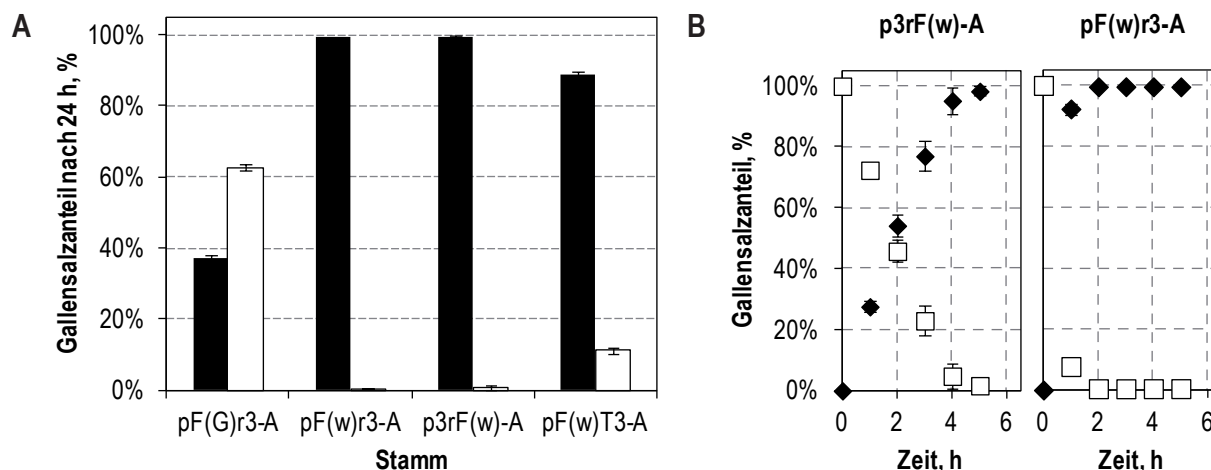 A
Gallensalzanteil nach 24 h, %
100%
80%
60%
40%
20%
0%
pF(G)r3-A pF(w)r3-A p3rF(w)-A pF(w)T3-A
Stamm
B
p3rF(w)-A pF(w)r3-A
Gallensalzanteil, %
100%
80%
60%
40%
20%
0%
0 2 4 6 0 2 4 6
Zeit, h Zeit, h